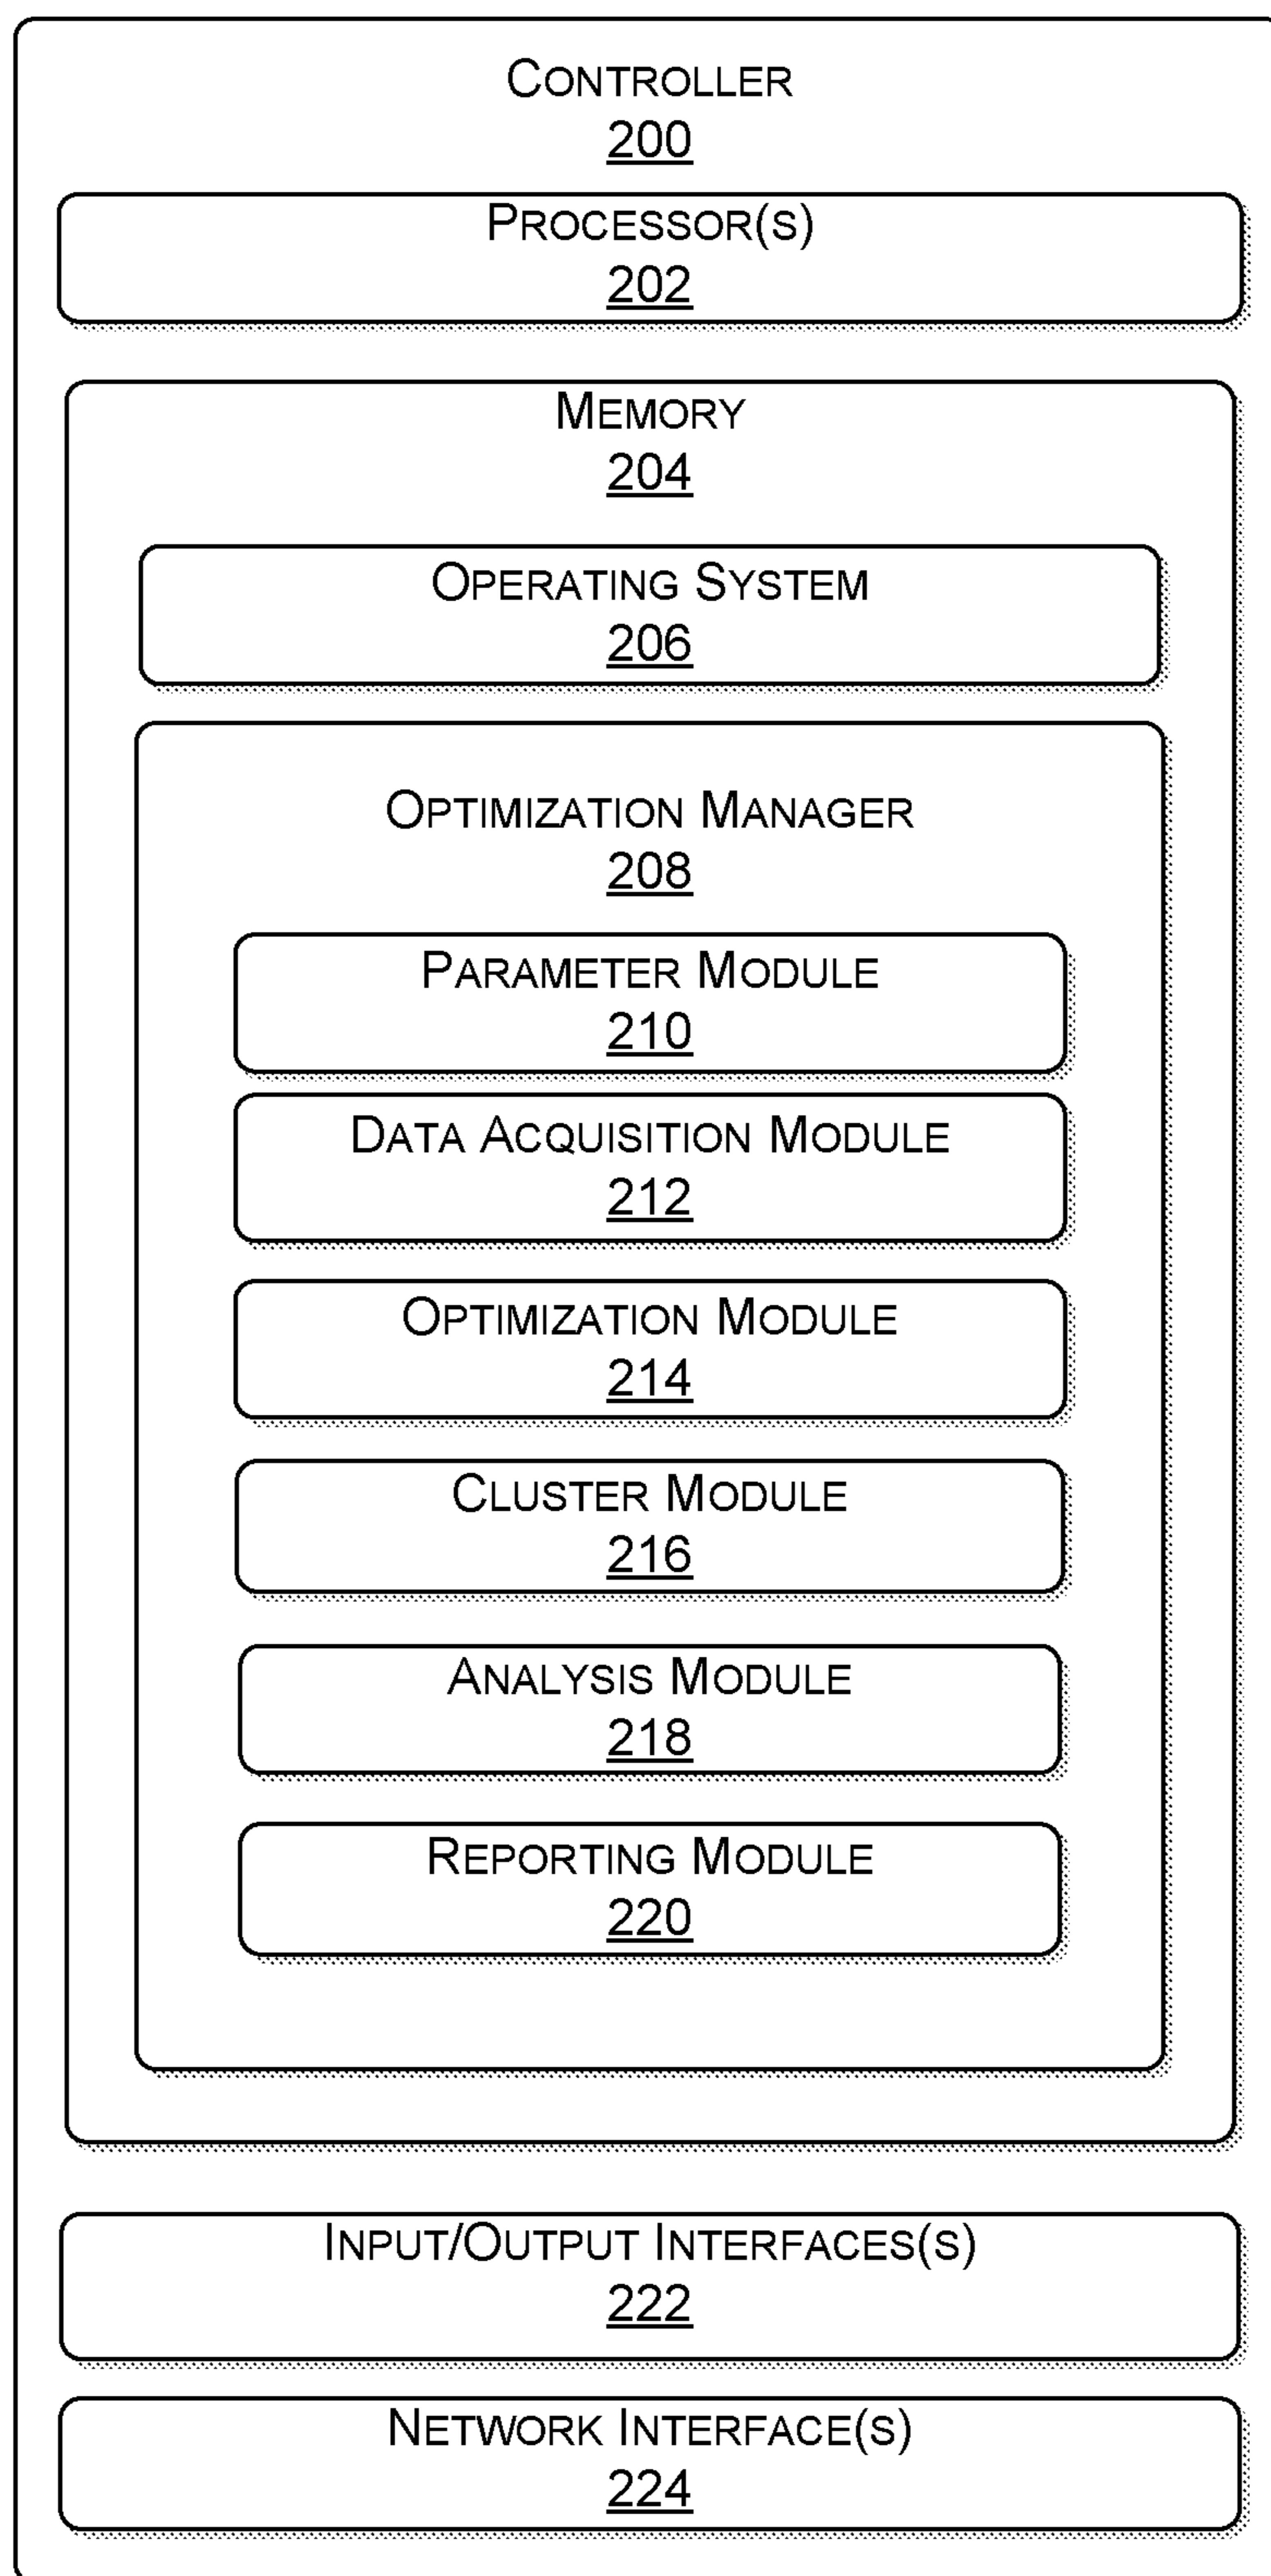 CONTROLLER
200
PROCESSOR(S)
202
MEMORY
204
OPERATING SYSTEM
206
OPTIMIZATION MANAGER
208
PARAMETER MODULE
210
DATA ACQUISITION MODULE
212
OPTIMIZATION MODULE
214
CLUSTER MODULE
216
ANALYSIS MODULE
218
REPORTING MODULE
220
INPUT/OUTPUT INTERFACES(S)
222
NETWORK INTERFACE(S)
224